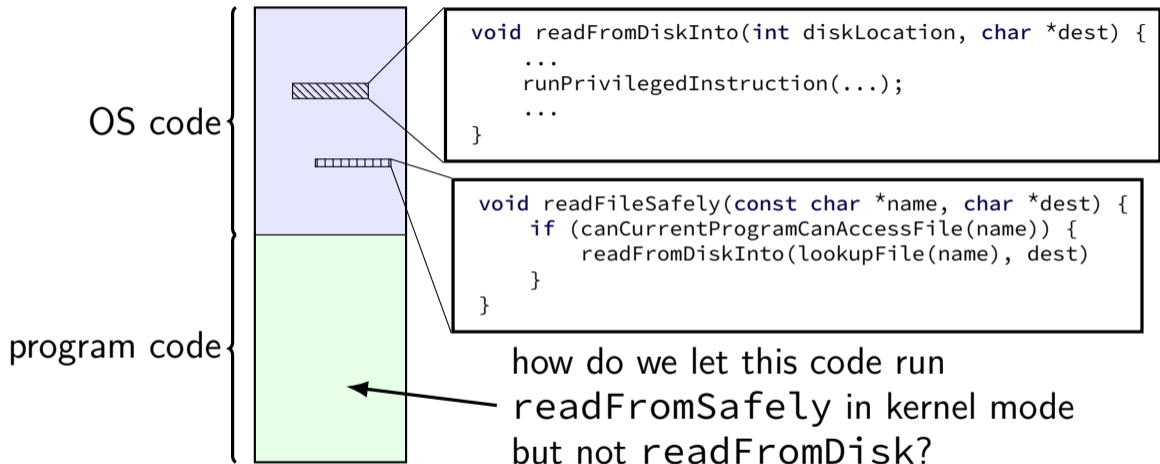 OS code
void readFromDiskInto(int diskLocation, char *dest) {
...
runPrivilegedInstruction(...);
...
}
void readFileSafely(const char *name, char *dest) {
if (canCurrentProgramCanAccessFile(name)) {
readFromDiskInto(lookupFile(name), dest)
}
}
program code
how do we let this code run
readFromSafely in kernel mode
but not readFromDisk?